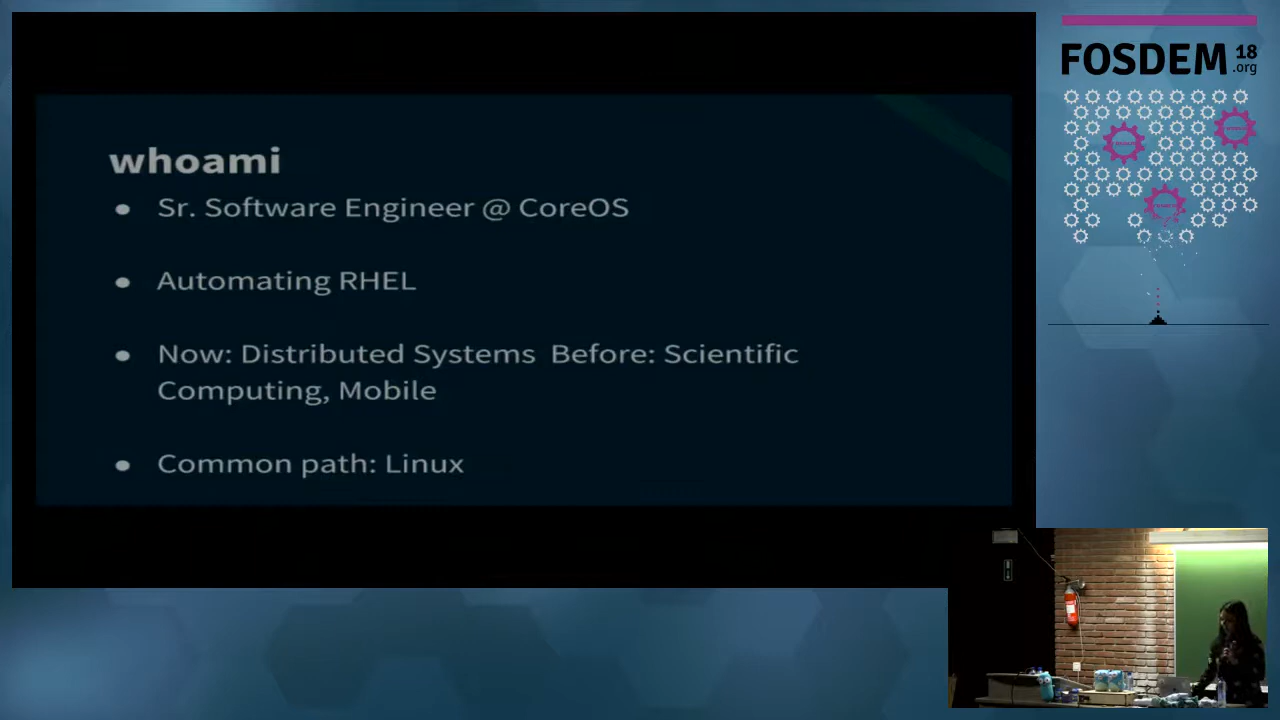 whoami
● Sr. Software Engineer @ CoreOS
● Automating RHEL
● Now: Distributed Systems Before: Scientific
Computing, Mobile
● Common path: Linux
FOSDEM 18
.org